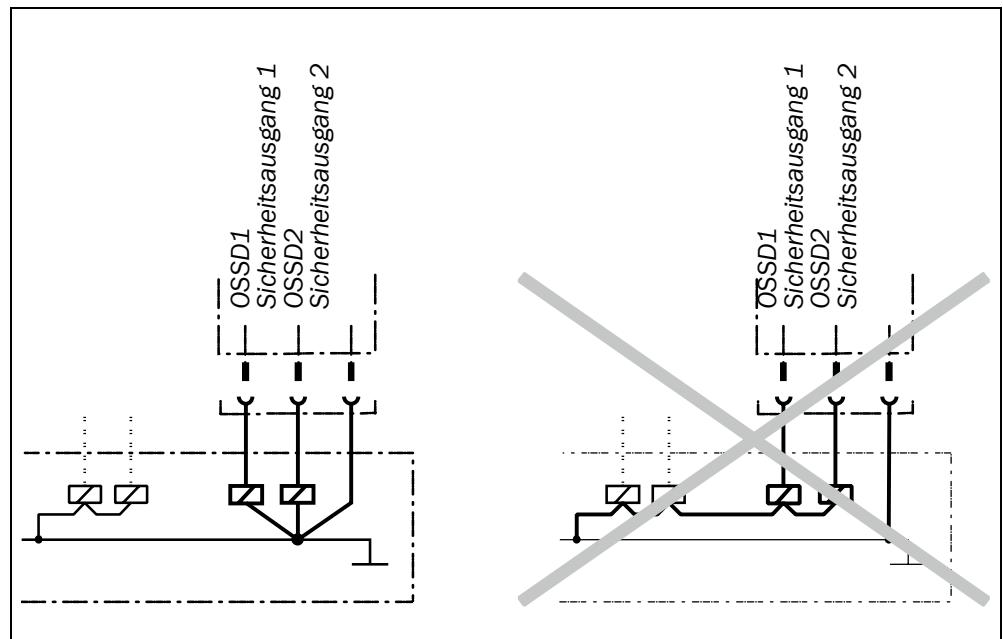 OSSD1
Sicherheitsausgang 1
OSSD2
Sicherheitsausgang 2
OSSD1
Sicherheitsausgang 1
OSSD2
Sicherheitsausgang 2